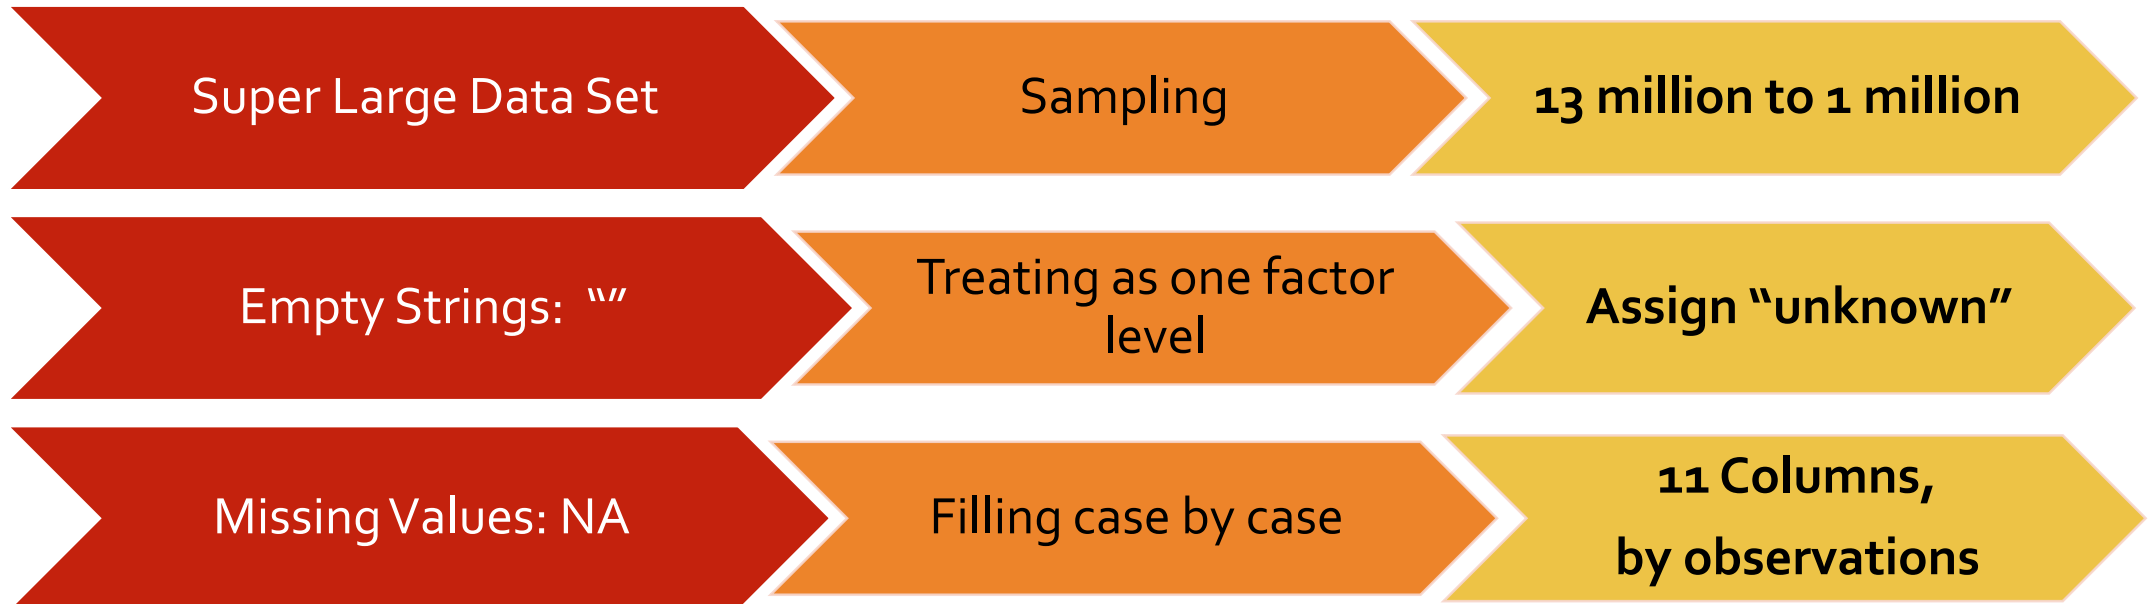 Super Large Data Set
Sampling
13 million to 1 million
Empty Strings: “”
Treating as one factor
level
Assign “unknown”
Missing Values: NA
Filling case by case
11 Columns,
by observations